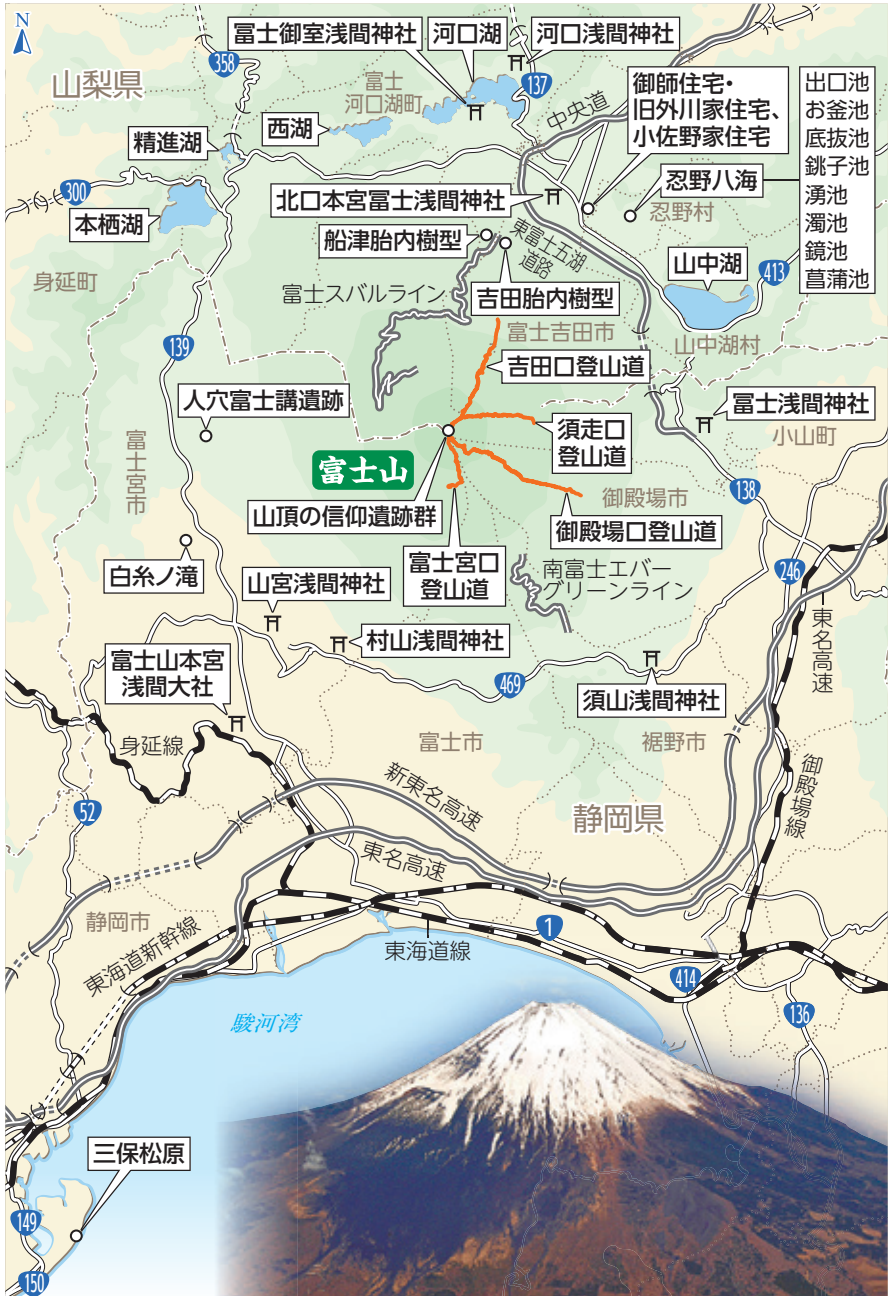 N
山梨県
358
富士御室浅間神社
河口湖
河口浅間神社
137
富士
河口湖町
中央道
御師住宅・
旧外川家住宅、
小佐野家住宅
出口池
お釜池
底抜池
銚子池
湧池
濁池
鏡池
菖蒲池
精進湖
西湖
300
本栖湖
北口本宮冨士浅間神社
忍野八海
忍野村
船津胎内樹型
東富士五湖
道路
山中湖
413
身延町
富士スバルライン
吉田胎内樹型
富士吉田市
山中湖村
139
吉田口登山道
人穴富士講遺跡
冨士浅間神社
小山町
須走口
登山道
富士宮市
富士山
138
御殿場市
山頂の信仰遺跡群
御殿場口登山道
富士宮口
登山道
白糸ノ滝
南富士エバー
グリーンライン
246
山宮浅間神社
東名高速
村山浅間神社
富士山本宮
浅間大社
469
須山浅間神社
身延線
富士市
裾野市
御殿場線
新東名高速
静岡県
52
東名高速
静岡市
東海道新幹線
東海道線
1
414
136
駿河湾
三保松原
149
150